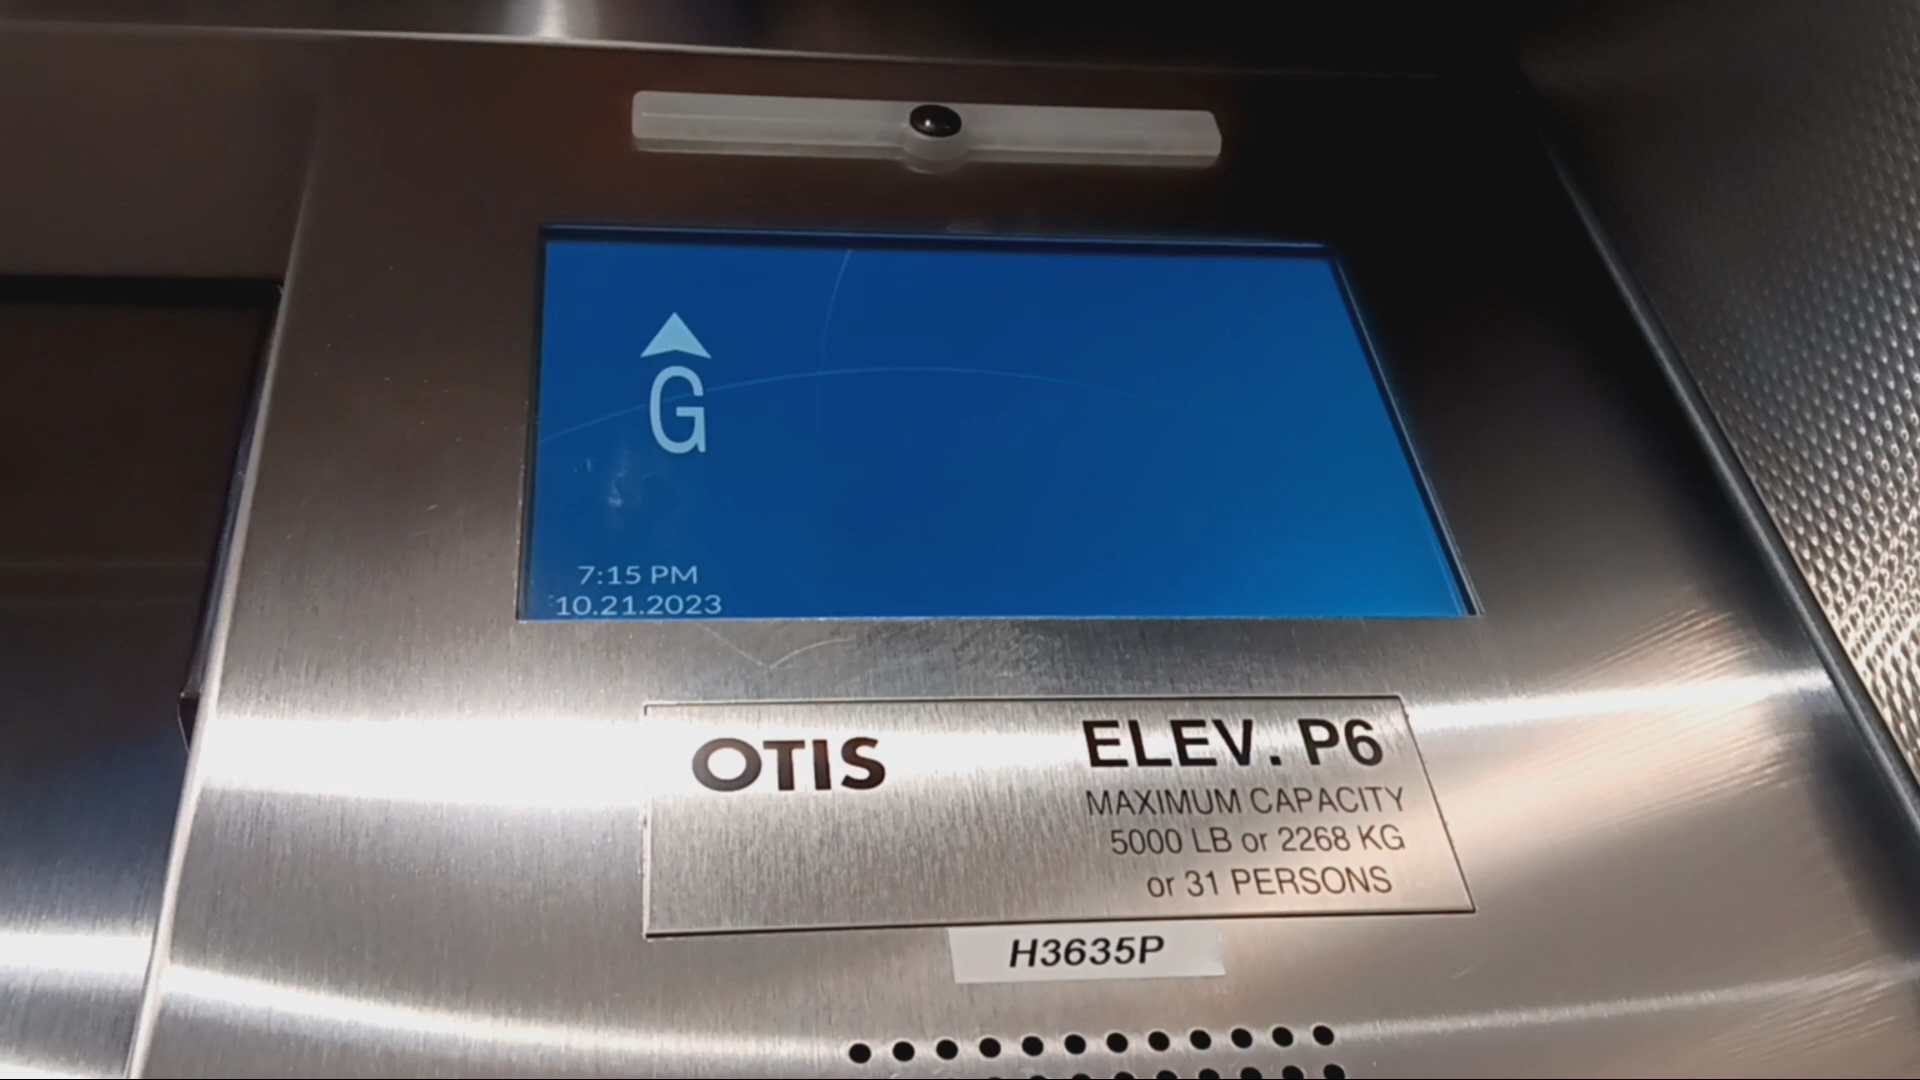 G
7:15 PM
10.21.2023
OTIS
ELEV. P6
MAXIMUM CAPACITY
5000 LB or 2268 KG
or 31 PERSONS
H3635P